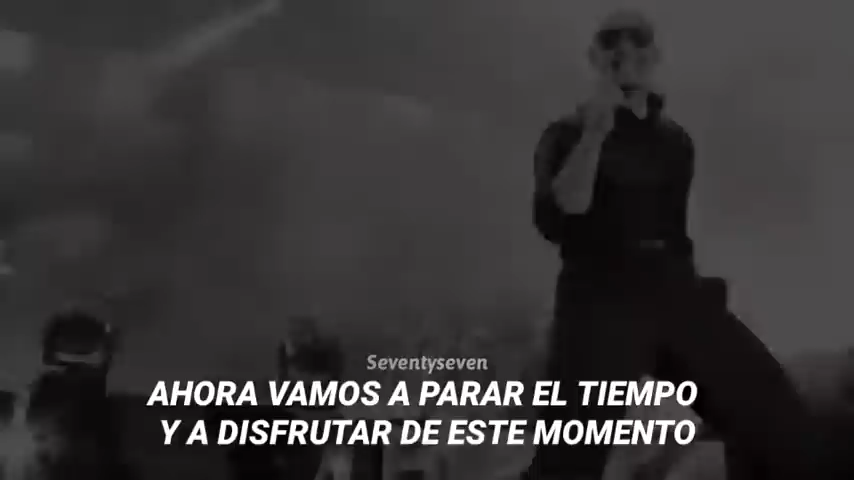 Seventyseven
AHORA VAMOS A PARAR EL TIEMPO
Y A DISFRUTAR DE ESTE MOMENTO